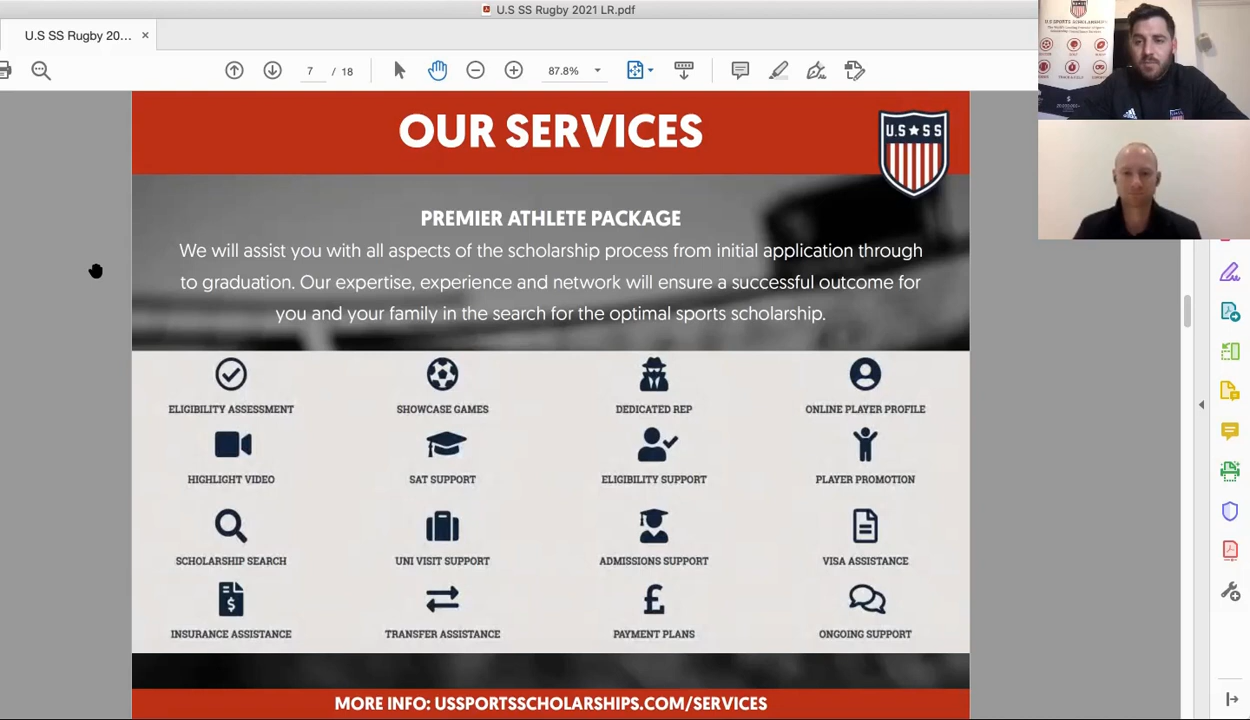 U.S SS Rugby 2021 LR.pdf
U.S SS Rugby 20... ×
7 / 18
87.8%
OUR SERVICES
U.S★SS
PREMIER ATHLETE PACKAGE
We will assist you with all aspects of the scholarship process from initial application through
to graduation. Our expertise, experience and network will ensure a successful outcome for
you and your family in the search for the optimal sports scholarship.
ELIGIBILITY ASSESSMENT
SHOWCASE GAMES
DEDICATED REP
ONLINE PLAYER PROFILE
HIGHLIGHT VIDEO
SAT SUPPORT
ELIGIBILITY SUPPORT
PLAYER PROMOTION
SCHOLARSHIP SEARCH
UNI VISIT SUPPORT
ADMISSIONS SUPPORT
VISA ASSISTANCE
INSURANCE ASSISTANCE
TRANSFER ASSISTANCE
PAYMENT PLANS
ONGOING SUPPORT
MORE INFO: USSPORTSSCHOLARSHIPS.COM/SERVICES
U.SPORTS SCHOLARSHIPS